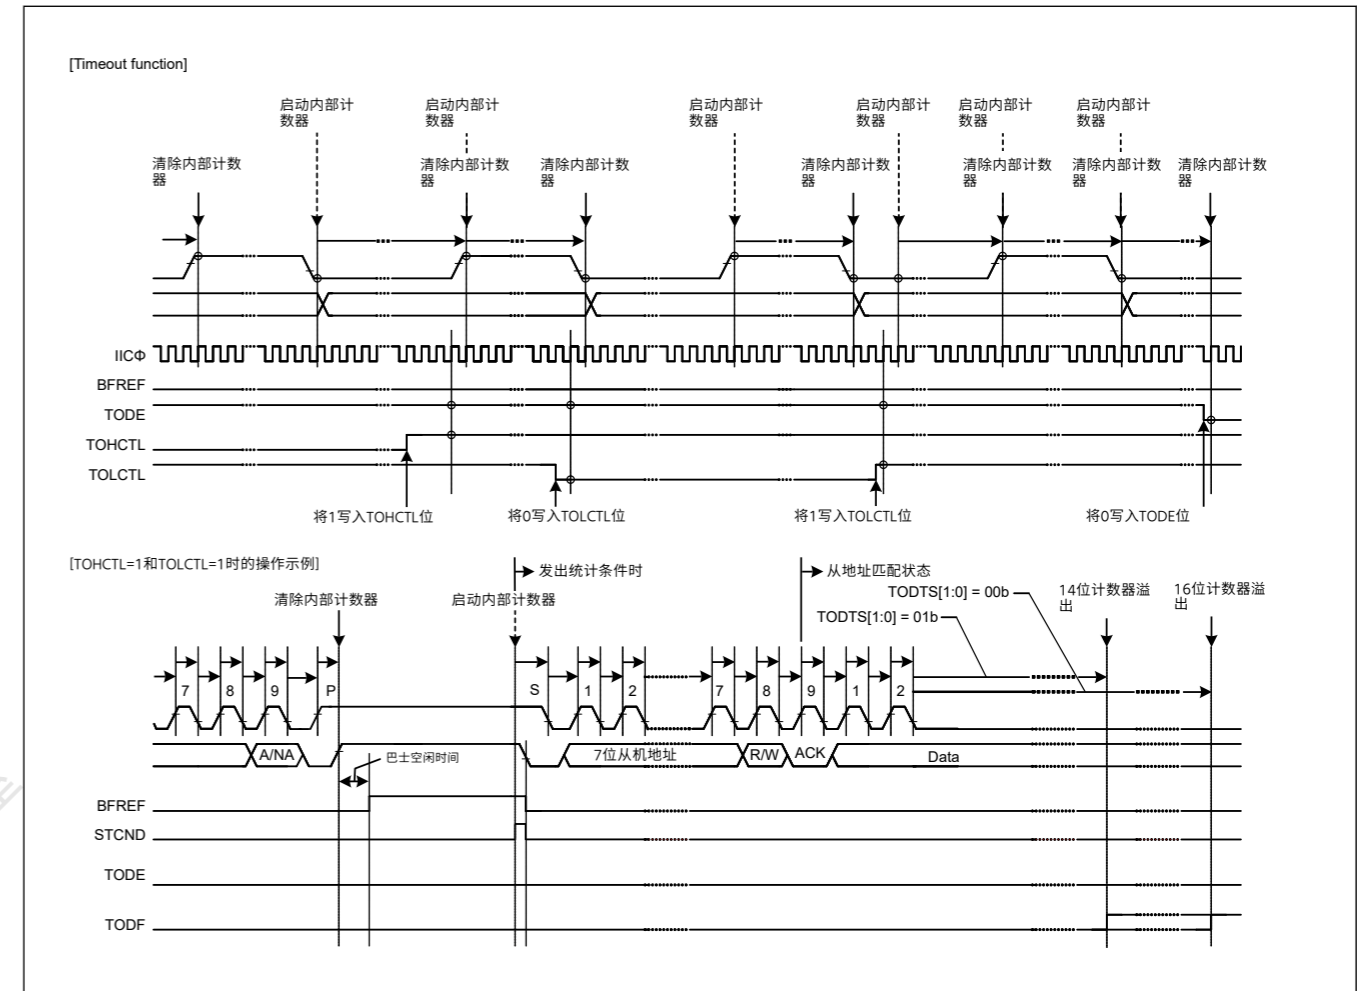 [Timeout function]
启动内部计
数器
启动内部计
数器
启动内部计
数器
启动内部计
数器
启动内部计
数器
启动内部计
数器
清除内部计数
器
清除内部计数
器
清除内部计数
器
清除内部计数
器
清除内部计数
器
清除内部计数
器
清除内部计数
器
IICΦ
BFREF
TODE
TOHCTL
TOLCTL
将1写入TOHCTL位
将0写入TOLCTL位
将1写入TOLCTL位
将0写入TODE位
[TOHCTL=1和TOLCTL=1时的操作示例]
发出统计条件时
从地址匹配状态
TODTS[1:0] = 00b
TODTS[1:0] = 01b
14位计数器溢
出
16位计数器溢
出
清除内部计数器
启动内部计数器
7 8 9 P S 1 2 7 8 9 1 2
A/NA
巴士空闲时间
7位从机地址
R/W
ACK
Data
BFREF
STCND
TODE
TODF